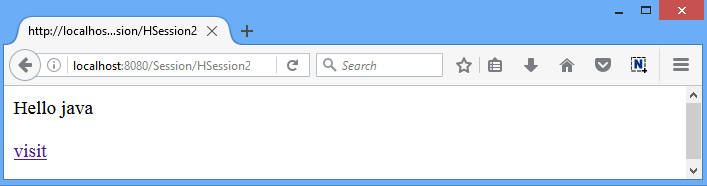 http://localhos...sion/HSession2
localhost:8080/Session/HSession2
Search
N
Hello java
visit